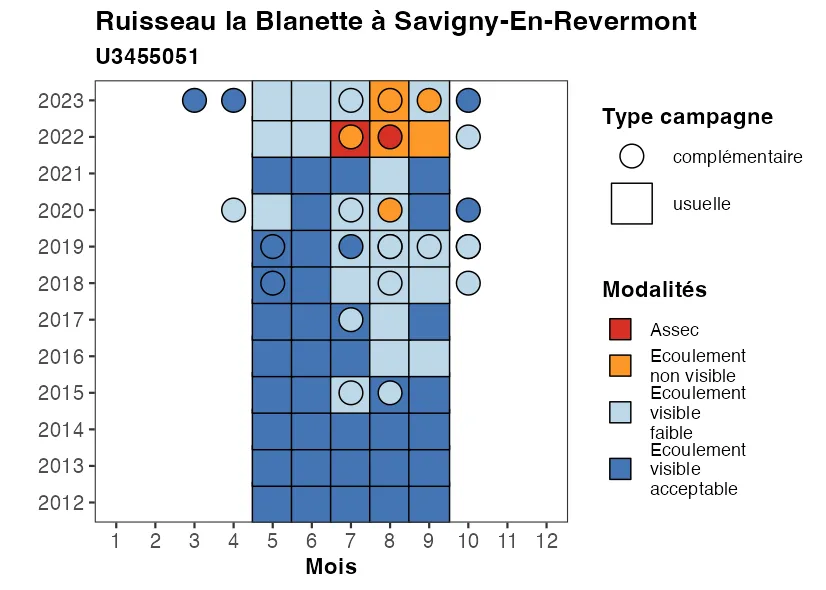 Ruisseau la Blanette à Savigny-En-Revermont
U3455051
2023
2022
2021
2020
2019
2018
2017
2016
2015
2014
2013
2012
1 2 3 4 5 6 7 8 9 10 11 12
Mois
Type campagne
complémentaire
usuelle
Modalités
Assec
Ecoulement
non visible
Ecoulement
visible
faible
Ecoulement
visible
acceptable